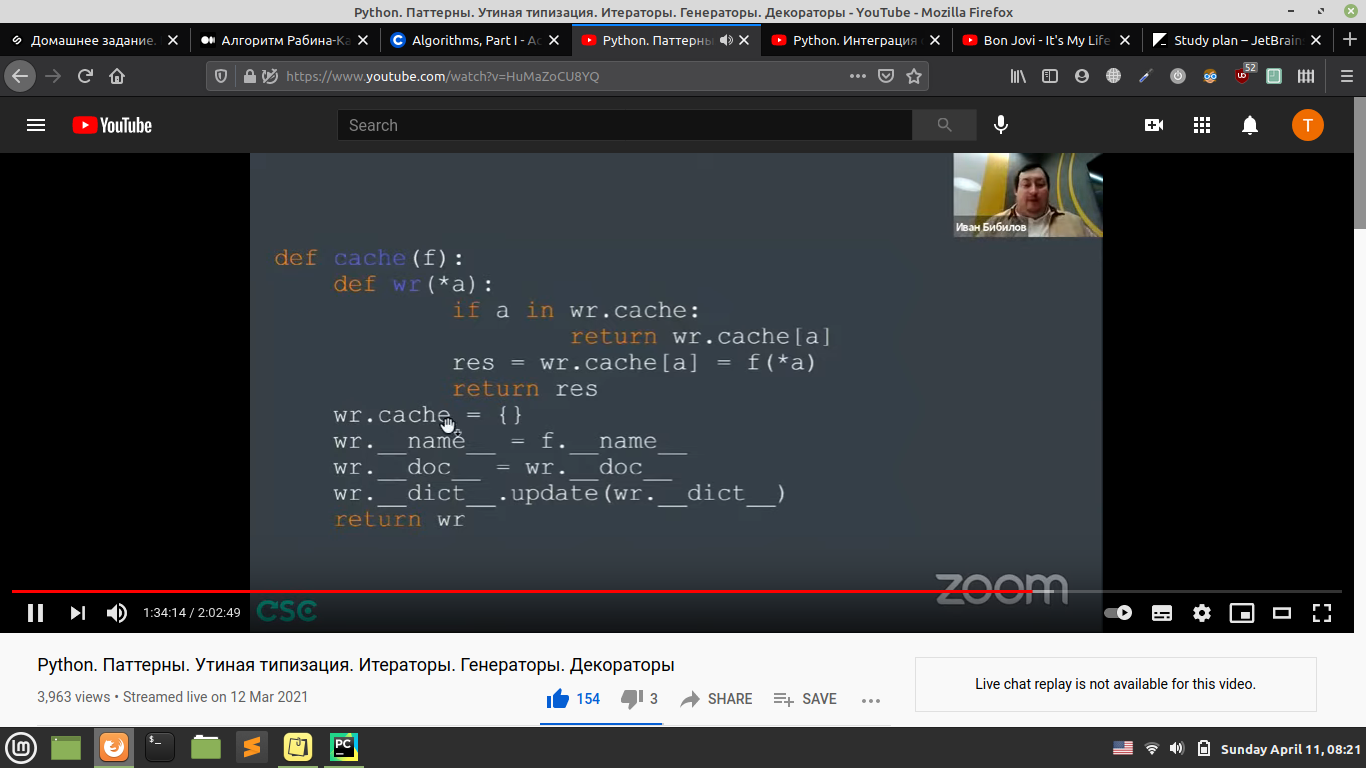 Python. Паттерны. Утиная типизация. Итераторы. Генераторы. Декораторы - YouTube - Mozilla Firefox
Домашнее задание.
Алгоритм Рабина-Ка
Algorithms, Part I - Ac
Python. Паттерны
Python. Интеграция
Bon Jovi - It's My Life
Study plan – JetBrain
https://www.youtube.com/watch?v=HuMaZoCU8YQ
52
YouTube
Search
T
Иван Бибилов
def cache(f):
def wr(*a):
if a in wr.cache:
return wr.cache[a]
res = wr.cache[a] = f(*a)
return res
wr.cache = {}
wr.__name__ = f.__name__
wr.__doc__ = wr.__doc__
wr.__dict__.update(wr.__dict__)
return wr
zoom
1:34:14 / 2:02:49
CSC
Python. Паттерны. Утиная типизация. Итераторы. Генераторы. Декораторы
3,963 views • Streamed live on 12 Mar 2021
154
3
SHARE
SAVE
Live chat replay is not available for this video.
PC
Sunday April 11, 08:21